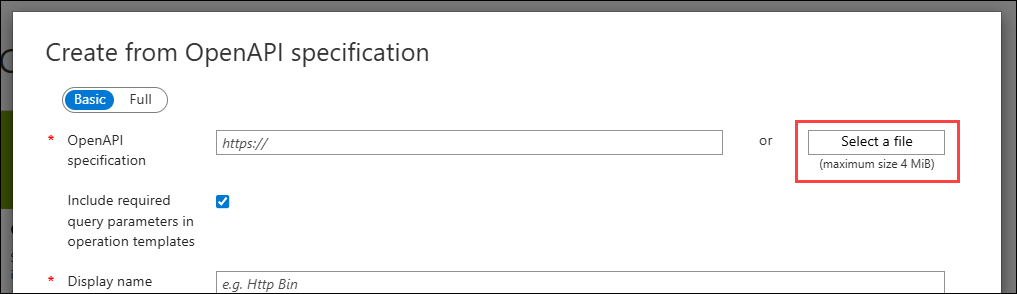 Create from OpenAPI specification
Basic Full
* OpenAPI specification https:// or Select a file
(maximum size 4 MiB)
Include required
query parameters in
operation templates
* Display name e.g. Http Bin